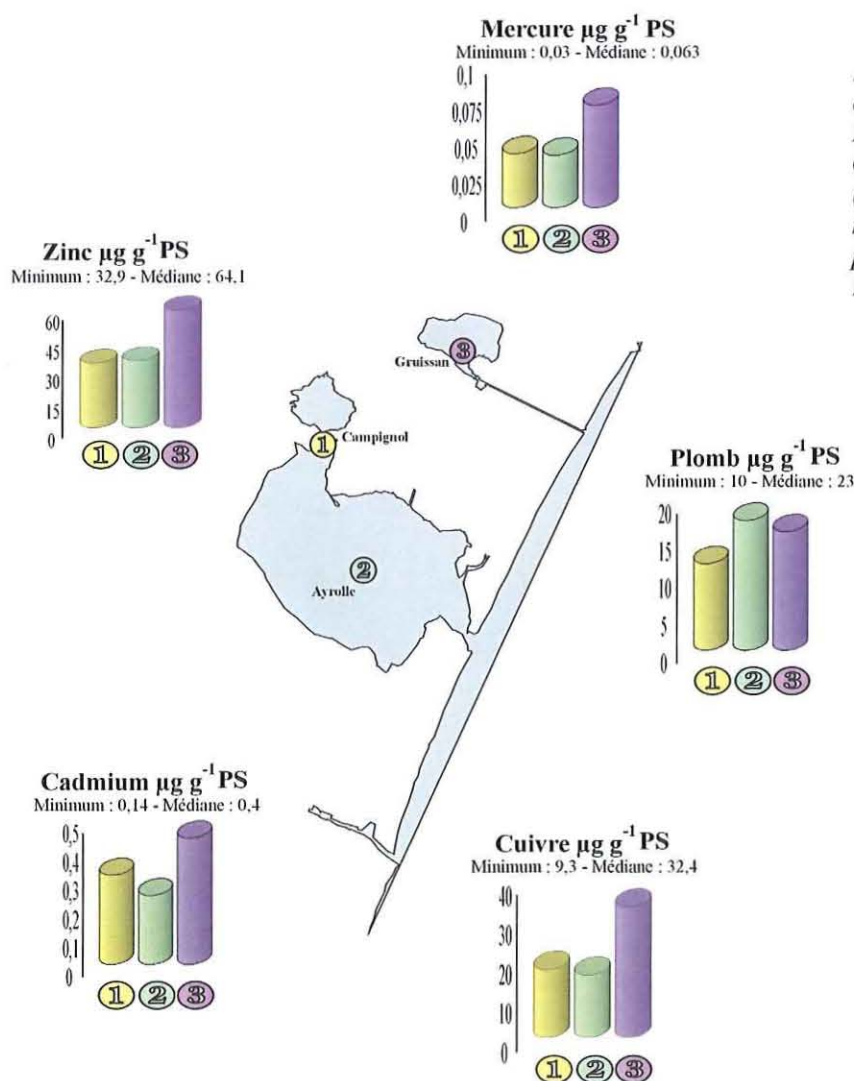 Mercure µg g⁻¹ PS
Minimum : 0,03 - Médiane : 0,063
0,1
0,075
0,05
0,025
0
1 2 3
Zinc µg g⁻¹ PS
Minimum : 32,9 - Médiane : 64,1
60
45
30
15
0
1 2 3
3
Gruissan
1 Campignol
2
Ayrolle
Plomb µg g⁻¹ PS
Minimum : 10 - Médiane : 23
20
15
10
5
0
1 2 3
Cadmium µg g⁻¹ PS
Minimum : 0,14 - Médiane : 0,4
0,5
0,4
0,3
0,2
0,1
0
1 2 3
Cuivre µg g⁻¹ PS
Minimum : 9,3 - Médiane : 32,4
40
30
20
10
0
1 2 3